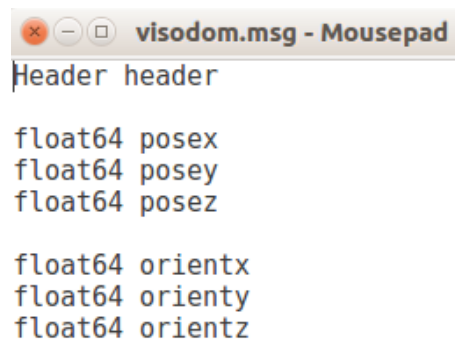 visodom.msg - Mousepad
Header header
float64 posex
float64 posey
float64 posez
float64 orientx
float64 orienty
float64 orientz